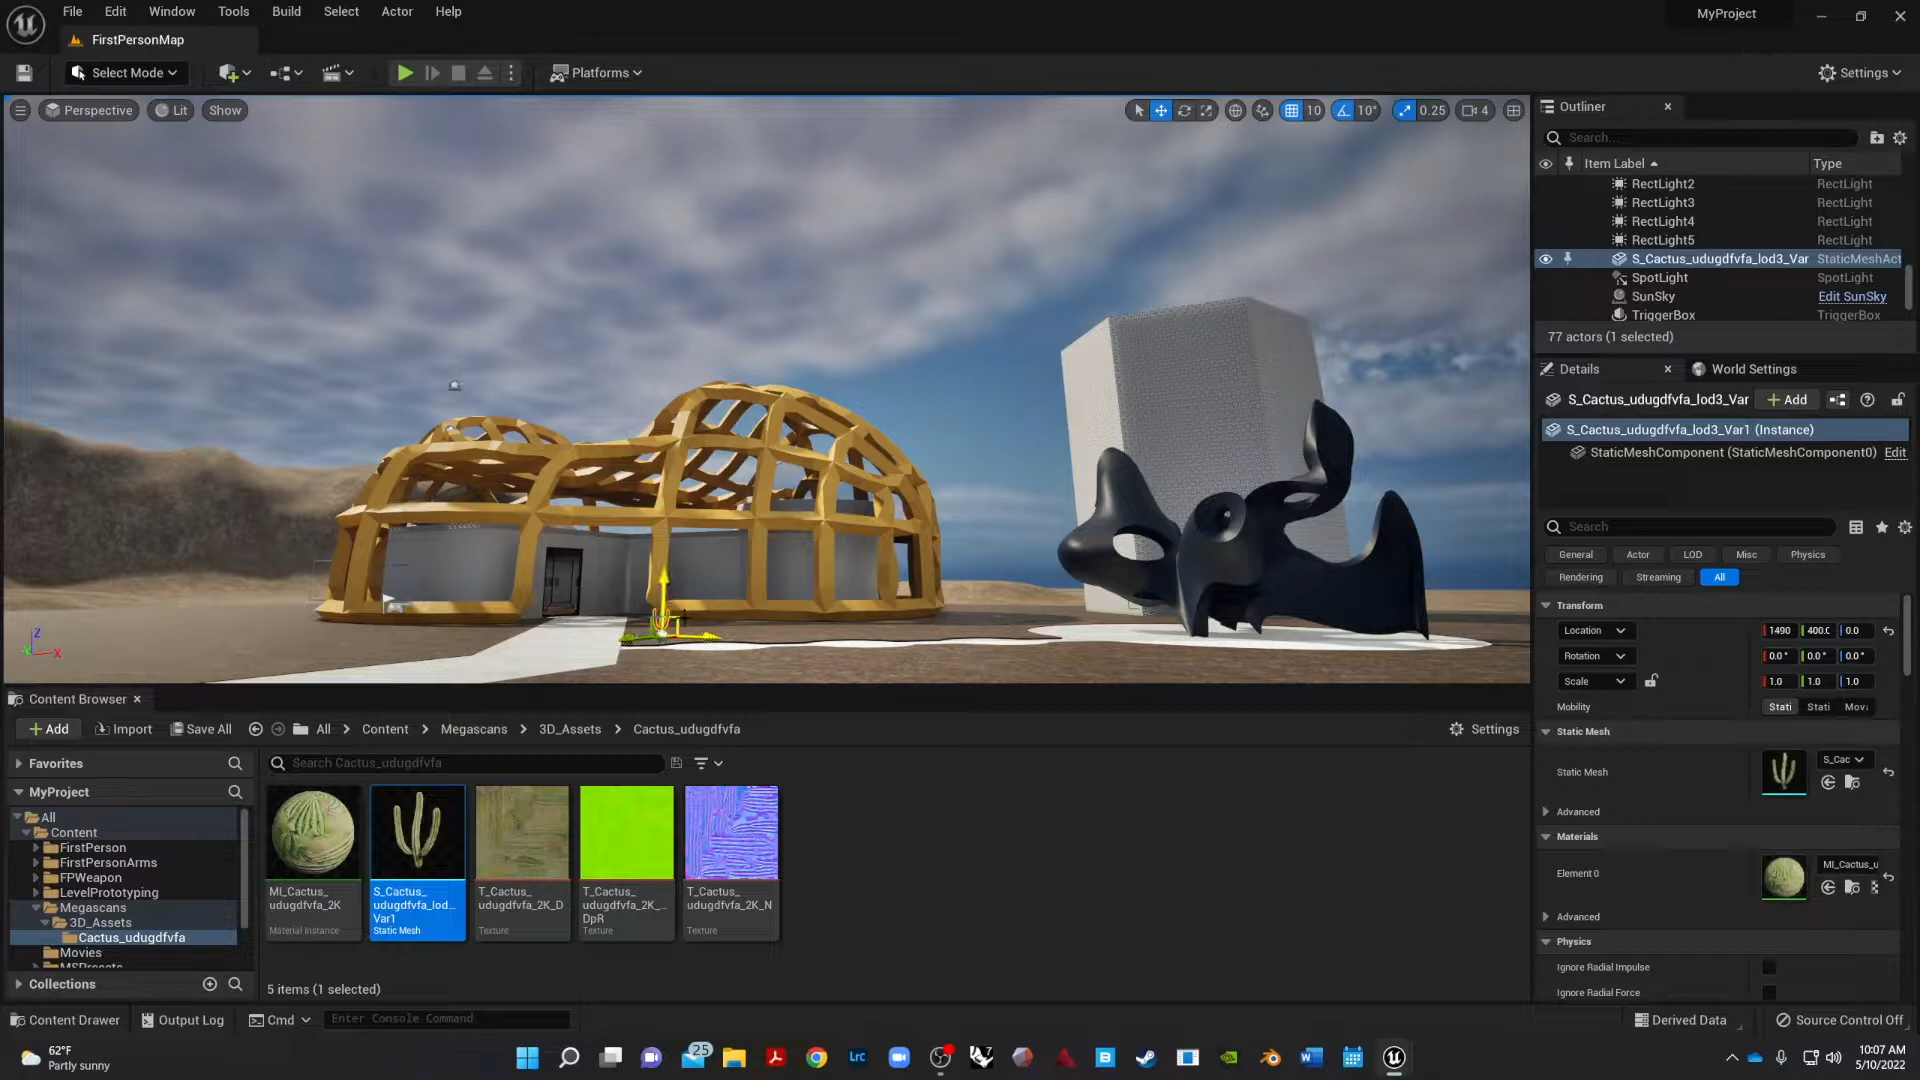 File Edit Window Tools Build Select Actor Help
MyProject
FirstPersonMap
Select Mode
Platforms
Settings
Perspective
Lit
Show
10
10°
0.25
4
Outliner
Search...
Item Label
Type
RectLight2 RectLight
RectLight3 RectLight
RectLight4 RectLight
RectLight5 RectLight
S_Cactus_udugdfvfa_lod3_Var StaticMeshAct
SpotLight SpotLight
SunSky Edit SunSky
TriggerBox TriggerBox
77 actors (1 selected)
Details
World Settings
S_Cactus_udugdfvfa_lod3_Var
Add
S_Cactus_udugdfvfa_lod3_Var1 (Instance)
StaticMeshComponent (StaticMeshComponent0) Edit
Search
General Actor LOD Misc Physics
Rendering Streaming All
Transform
Location 1490 400.0 0.0
Rotation 0.0° 0.0° 0.0°
Scale 1.0 1.0 1.0
Mobility Stati Stati Mov
Static Mesh
Static Mesh S_Cac
Advanced
Materials
Element 0 MI_Cactus_u
Advanced
Physics
Ignore Radial Impulse
Ignore Radial Force
Z
X
Content Browser
Add Import Save All All Content Megascans 3D_Assets Cactus_udugdfvfa
Settings
Favorites
Search Cactus_udugdfvfa
MyProject
All
Content
FirstPerson
FirstPersonArms
FPWeapon
LevelPrototyping
Megascans
3D_Assets
Cactus_udugdfvfa
Movies
MSPresets
Collections
MI_Cactus_
udugdfvfa_2K
Material Instance
S_Cactus_
udugdfvfa_lod...
Var1
Static Mesh
T_Cactus_
udugdfvfa_2K_D
Texture
T_Cactus_
udugdfvfa_2K_...
DpR
Texture
T_Cactus_
udugdfvfa_2K_N
Texture
5 items (1 selected)
Content Drawer
Output Log
Cmd
Enter Console Command
Derived Data
Source Control Off
62°F
Partly sunny
25
Lrc
10:07 AM
5/10/2022